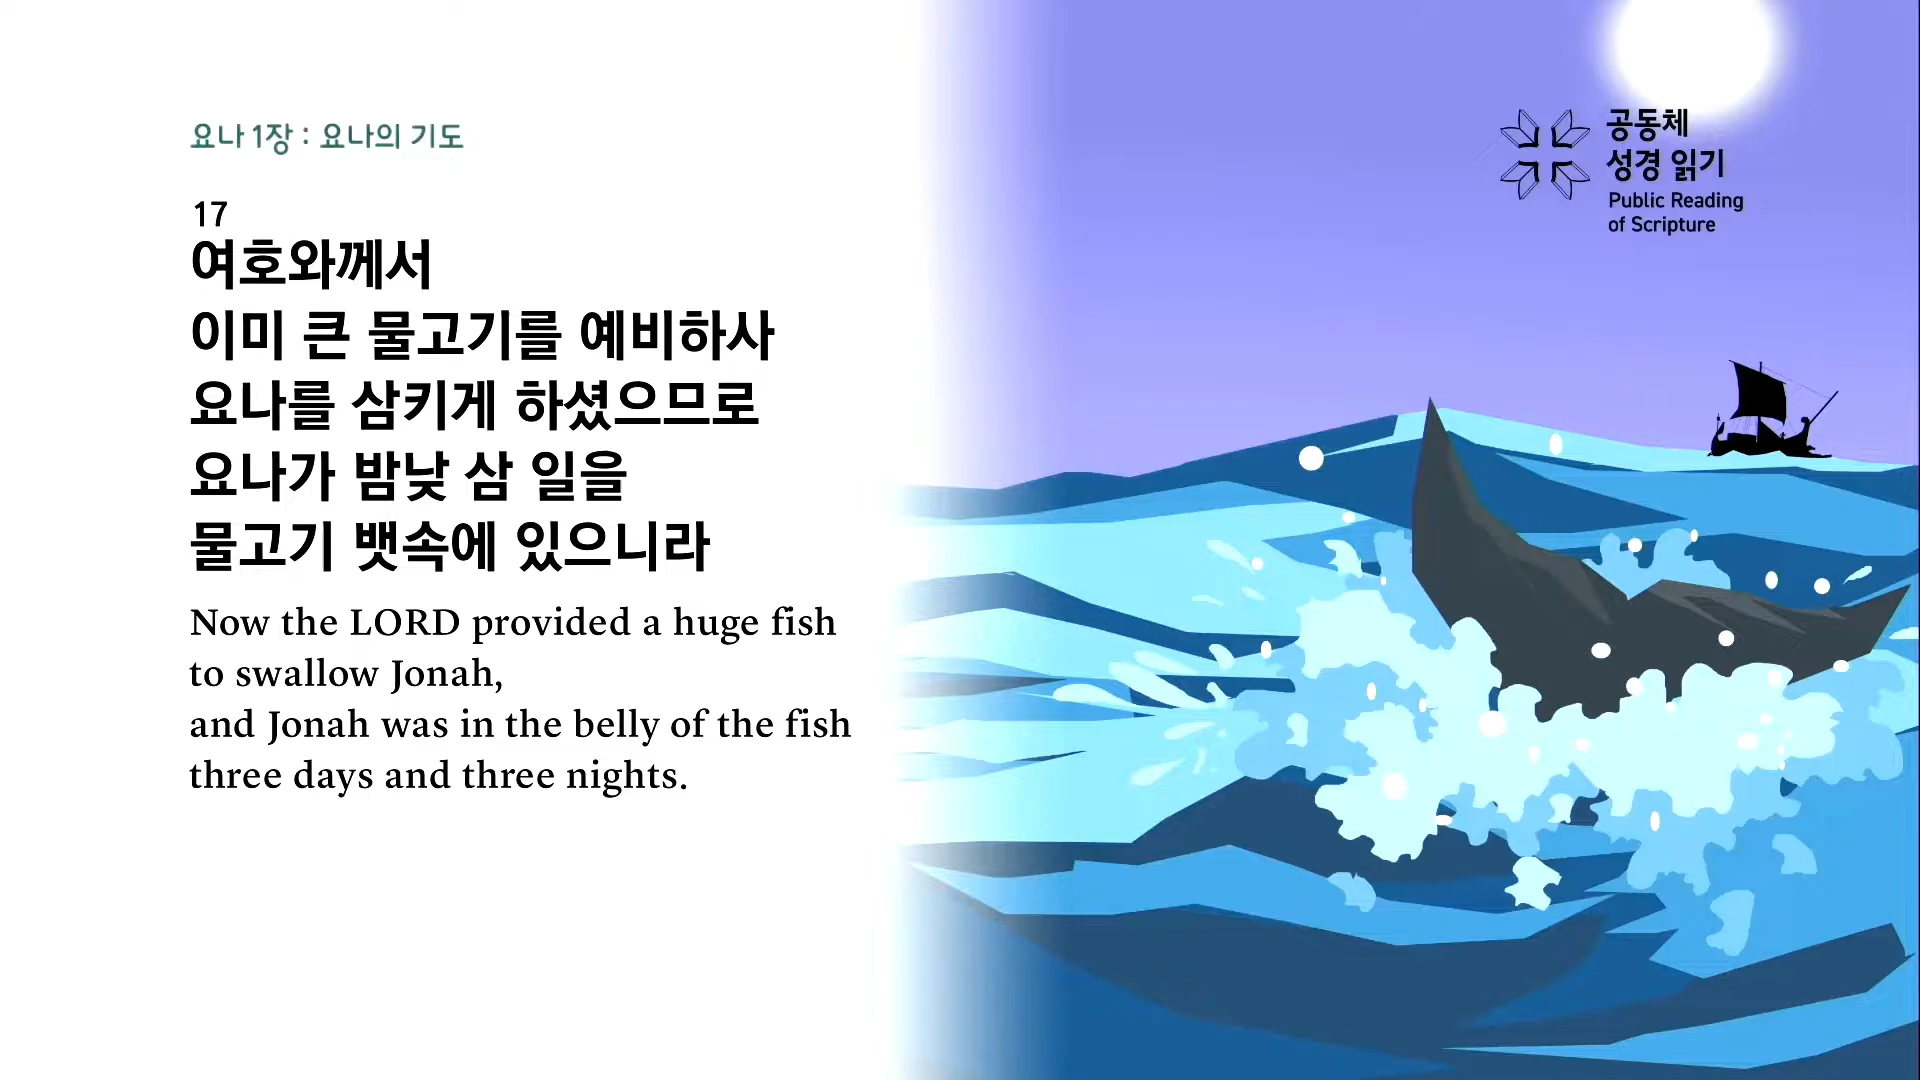 요나 1장 : 요나의 기도
17
여호와께서
이미 큰 물고기를 예비하사
요나를 삼키게 하셨으므로
요나가 밤낮 삼 일을
물고기 뱃속에 있으니라
Now the LORD provided a huge fish
to swallow Jonah,
and Jonah was in the belly of the fish
three days and three nights.
공동체
성경 읽기
Public Reading
of Scripture